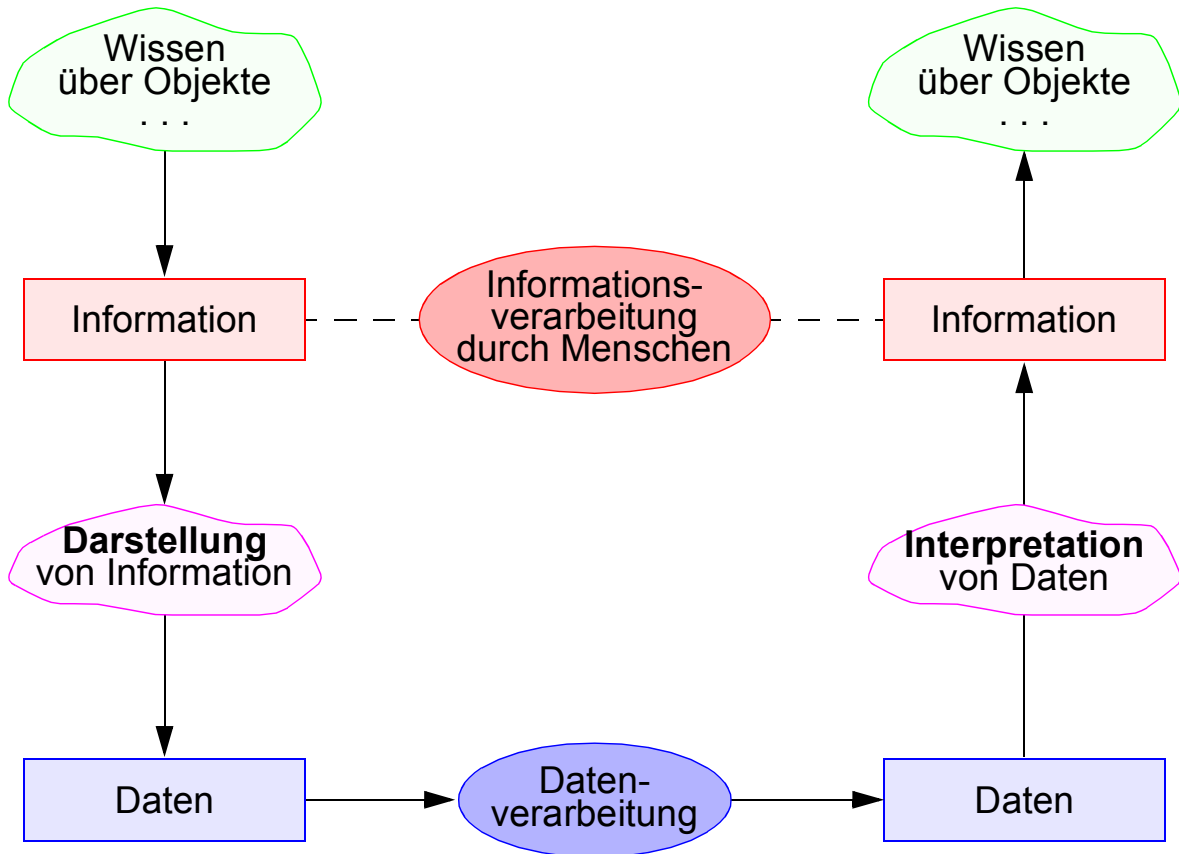 Wissen
über Objekte
. . .
Wissen
über Objekte
. . .
Information
Informations-
verarbeitung
durch Menschen
Information
Darstellung
von Information
Interpretation
von Daten
Daten
Daten-
verarbeitung
Daten